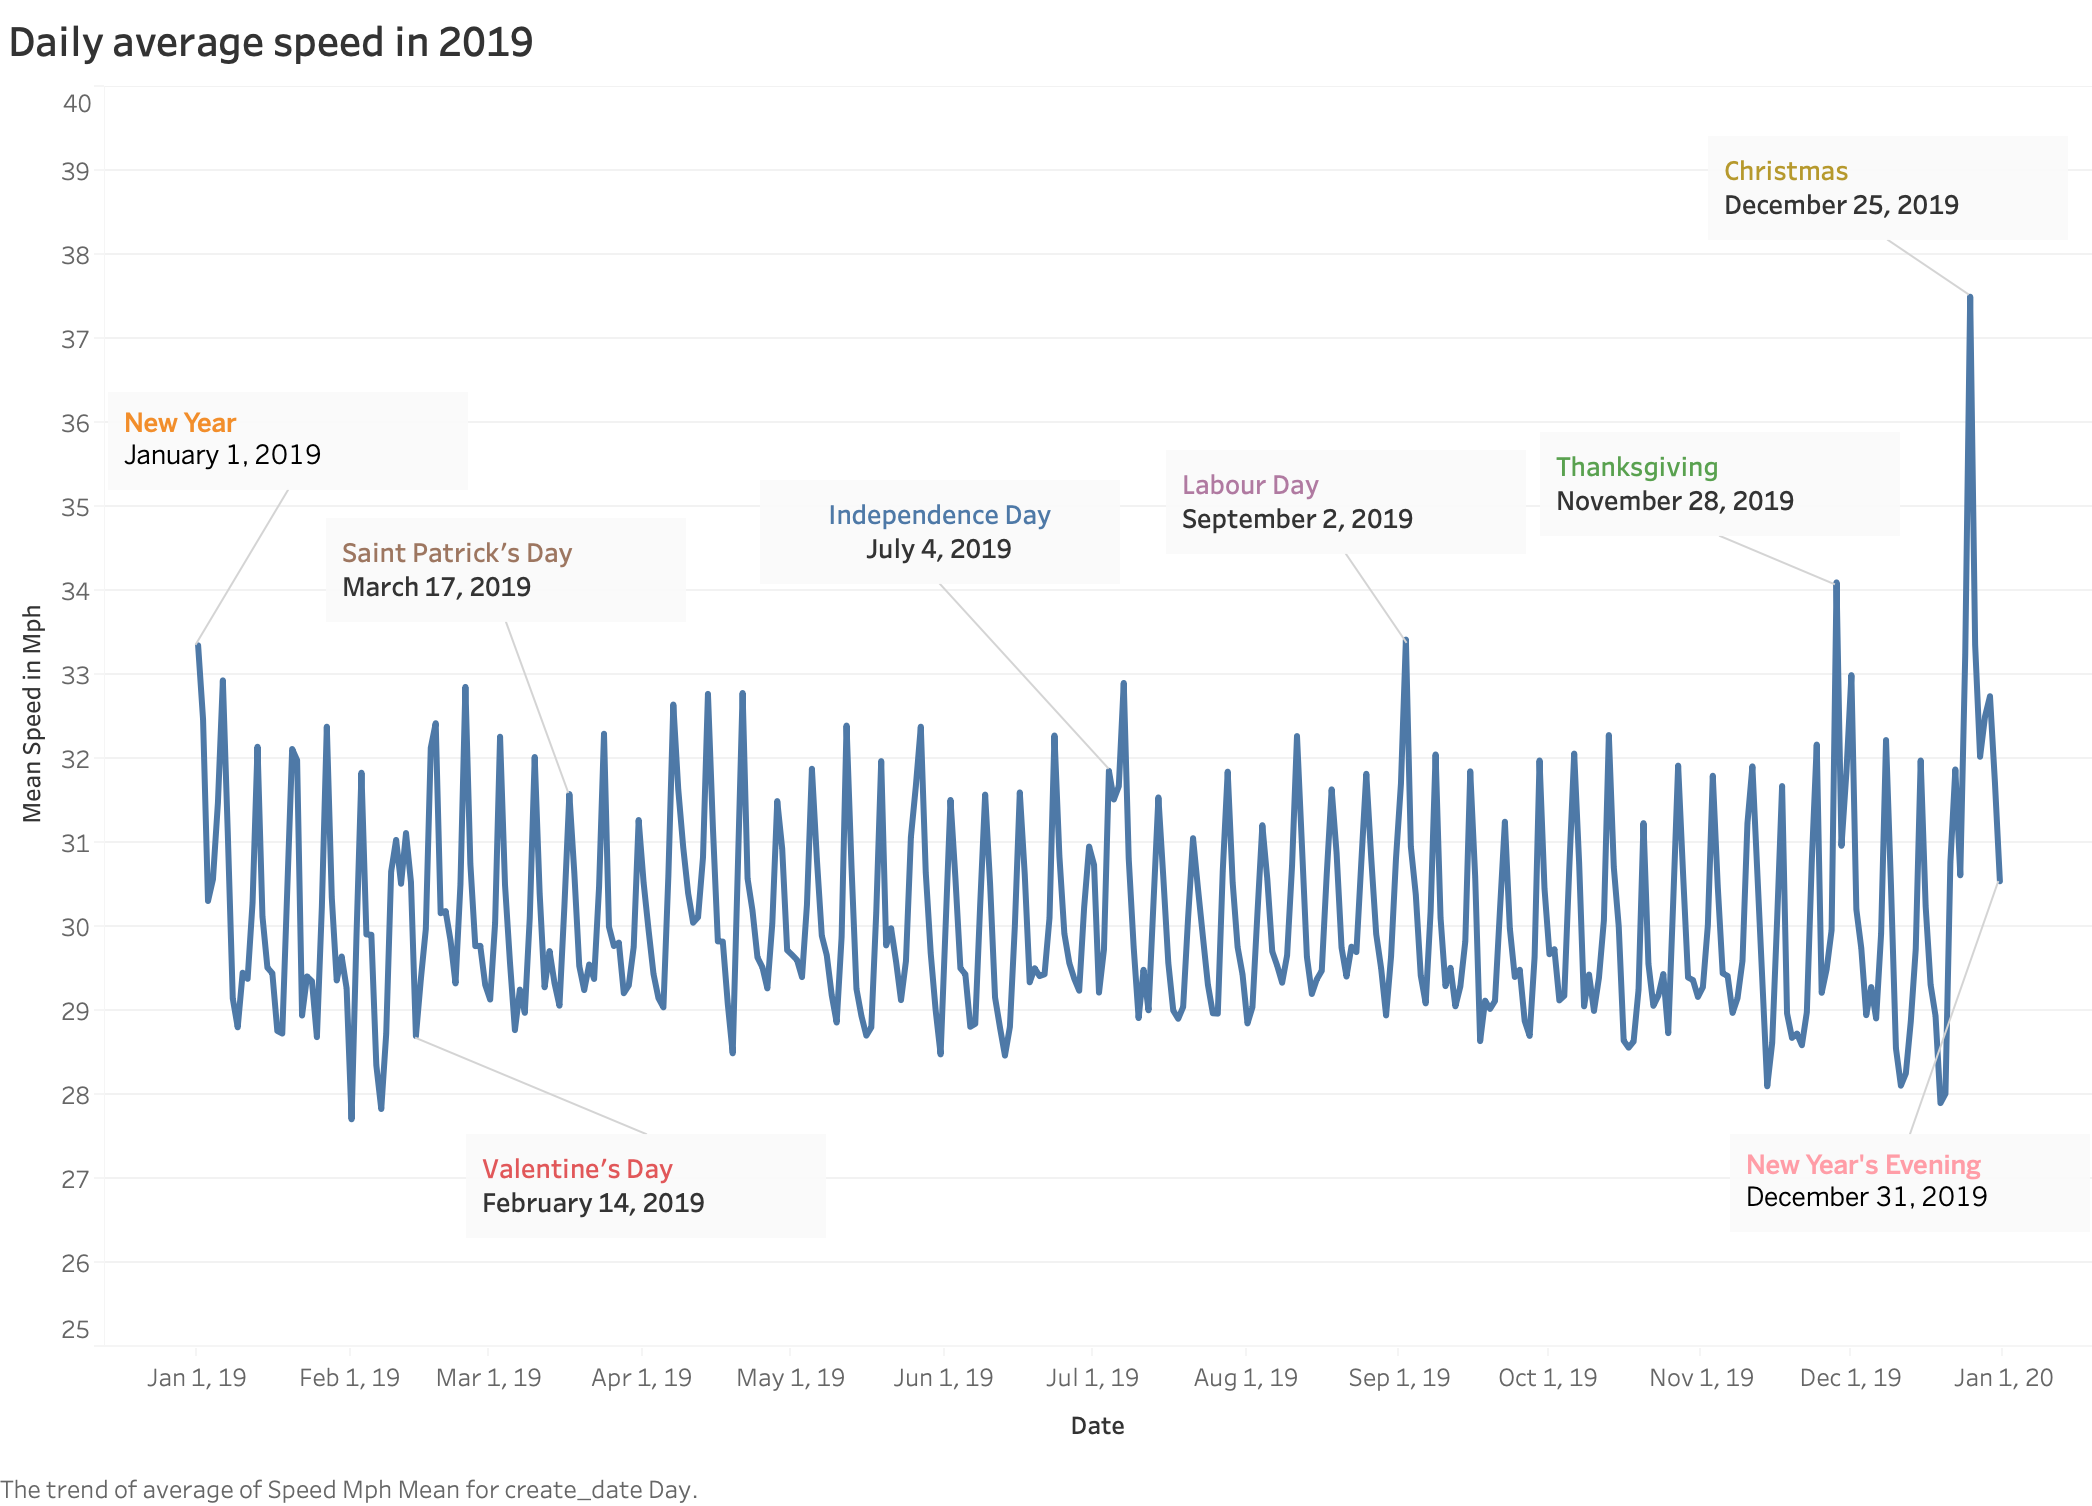 Daily average speed in 2019
40
39
38
37
36
35
34
33
32
31
30
29
28
27
26
25
Mean Speed in Mph
New Year
January 1, 2019
Saint Patrick’s Day
March 17, 2019
Independence Day
July 4, 2019
Labour Day
September 2, 2019
Thanksgiving
November 28, 2019
Christmas
December 25, 2019
Valentine’s Day
February 14, 2019
New Year's Evening
December 31, 2019
Jan 1, 19 Feb 1, 19 Mar 1, 19 Apr 1, 19 May 1, 19 Jun 1, 19 Jul 1, 19 Aug 1, 19 Sep 1, 19 Oct 1, 19 Nov 1, 19 Dec 1, 19 Jan 1, 20
Date
The trend of average of Speed Mph Mean for create_date Day.